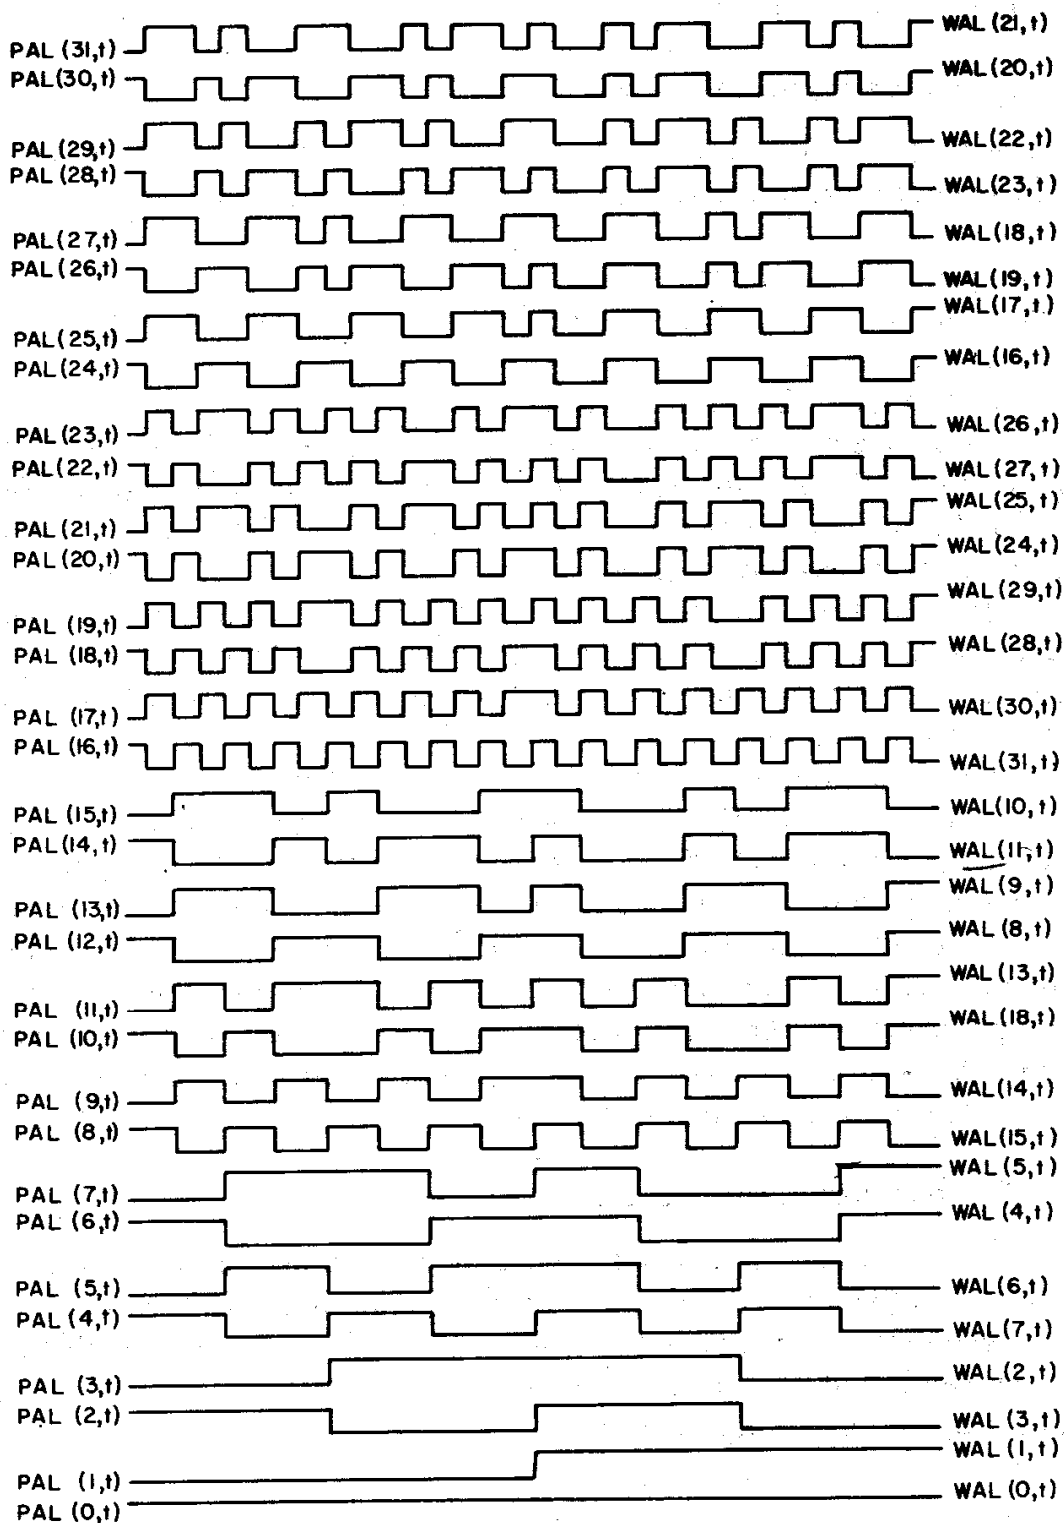 PAL (31,t) WAL (21,t)
PAL(30,t) WAL(20,t)
PAL (29,t) WAL(22,t)
PAL (28,t) WAL(23,t)
PAL(27,t) WAL(18,t)
PAL(26,t) WAL(19,t)
PAL (25,t) WAL(17,t)
PAL(24,t) WAL(16,t)
PAL (23,t) WAL(26,t)
PAL(22,t) WAL(27,t)
PAL (21,t) WAL(25,t)
PAL (20,t) WAL(24,t)
PAL (19,t) WAL(29,t)
PAL (18,t) WAL(28,t)
PAL (17,t) WAL(30,t)
PAL (16,t) WAL(31,t)
PAL (15,t) WAL(10,t)
PAL(14,t) WAL(11,t)
PAL (13,t) WAL(9,t)
PAL (12,t) WAL (8,t)
PAL (11,t) WAL (13,t)
PAL (10,t) WAL(18,t)
PAL (9,t) WAL(14,t)
PAL (8,t) WAL(15,t)
PAL (7,t) WAL (5,t)
PAL (6,t) WAL (4,t)
PAL (5,t) WAL(6,t)
PAL (4,t) WAL(7,t)
PAL (3,t) WAL(2,t)
PAL (2,t) WAL (3,t)
PAL (1,t) WAL (1,t)
PAL (0,t) WAL (0,t)